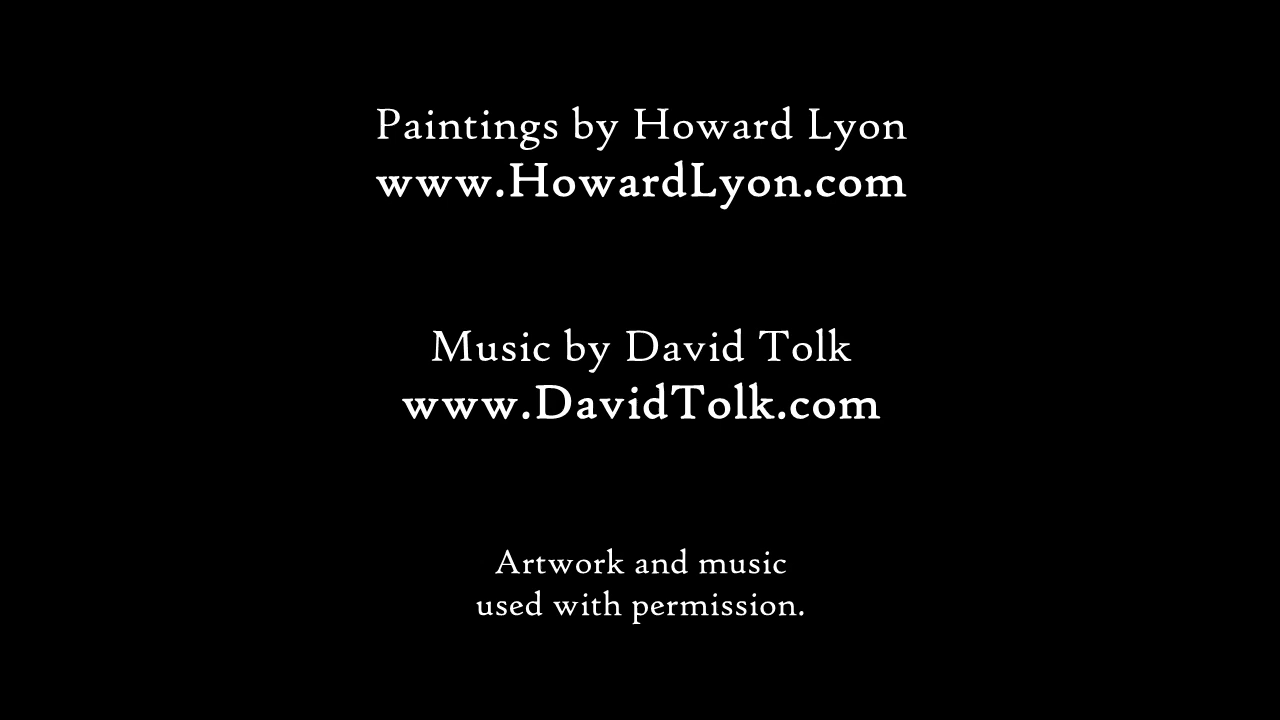 Paintings by Howard Lyon
www.HowardLyon.com
Music by David Tolk
www.DavidTolk.com
Artwork and music
used with permission.